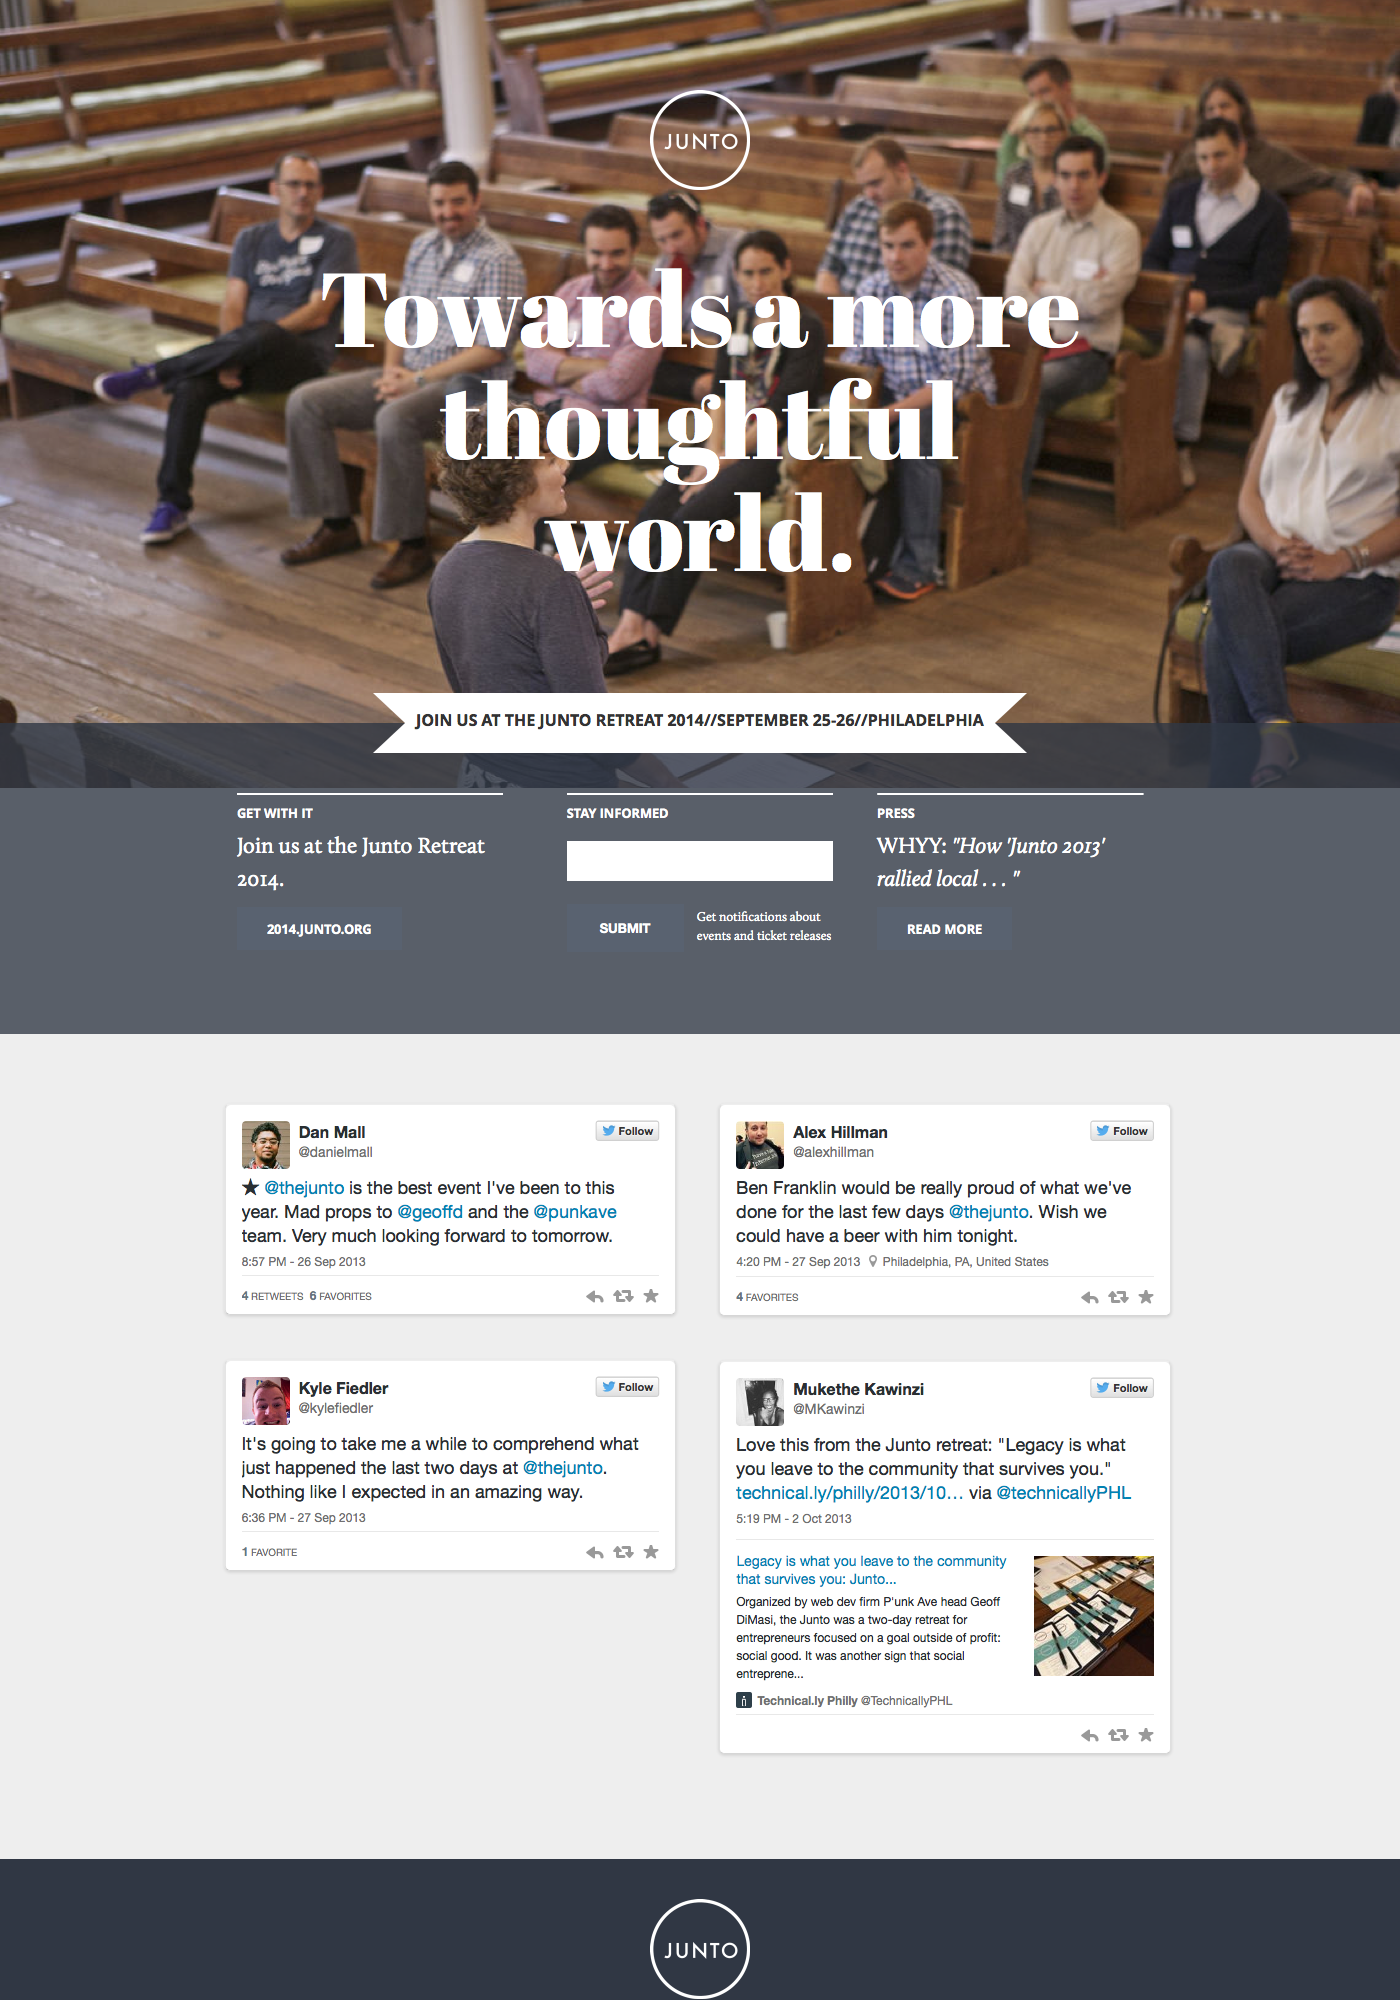 JUNTO
Towards a more
thoughtful
world.
JOIN US AT THE JUNTO RETREAT 2014//SEPTEMBER 25-26//PHILADELPHIA
GET WITH IT
Join us at the Junto Retreat
2014.
2014.JUNTO.ORG
STAY INFORMED
SUBMIT
Get notifications about
events and ticket releases
PRESS
WHYY: "How 'Junto 2013'
rallied local . . . "
READ MORE
Dan Mall
@danielmall
Follow
★ @thejunto is the best event I've been to this
year. Mad props to @geoffd and the @punkave
team. Very much looking forward to tomorrow.
8:57 PM - 26 Sep 2013
4 RETWEETS 6 FAVORITES
Alex Hillman
@alexhillman
Follow
Ben Franklin would be really proud of what we've
done for the last few days @thejunto. Wish we
could have a beer with him tonight.
4:20 PM - 27 Sep 2013 Philadelphia, PA, United States
4 FAVORITES
Kyle Fiedler
@kylefiedler
Follow
It's going to take me a while to comprehend what
just happened the last two days at @thejunto.
Nothing like I expected in an amazing way.
6:36 PM - 27 Sep 2013
1 FAVORITE
Mukethe Kawinzi
@MKawinzi
Follow
Love this from the Junto retreat: "Legacy is what
you leave to the community that survives you."
technical.ly/philly/2013/10… via @technicallyPHL
5:19 PM - 2 Oct 2013
Legacy is what you leave to the community
that survives you: Junto...
Organized by web dev firm P'unk Ave head Geoff
DiMasi, the Junto was a two-day retreat for
entrepreneurs focused on a goal outside of profit:
social good. It was another sign that social
entreprene...
Technical.ly Philly @TechnicallyPHL
JUNTO